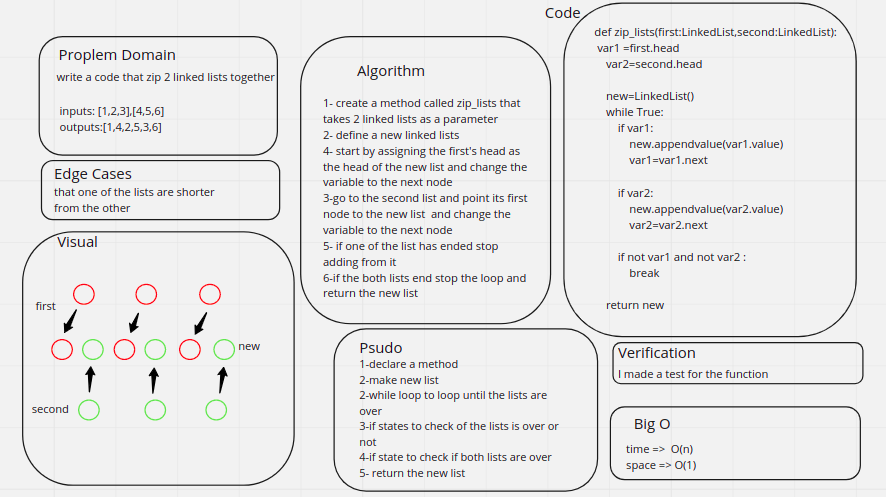 Proplem Domain
write a code that zip 2 linked lists together
inputs: [1,2,3],[4,5,6]
outputs:[1,4,2,5,3,6]
Edge Cases
that one of the lists are shorter
from the other
Visual
first
new
second
Algorithm
1- create a method called zip_lists that
takes 2 linked lists as a parameter
2- define a new linked lists
4- start by assigning the first's head as
the head of the new list and change the
variable to the next node
3-go to the second list and point its first
node to the new list and change the
variable to the next node
5- if one of the list has ended stop
adding from it
6-if the both lists end stop the loop and
return the new list
Psudo
1-declare a method
2-make new list
2-while loop to loop until the lists are
over
3-if states to check of the lists is over or
not
4-if state to check if both lists are over
5- return the new list
Code
def zip_lists(first:LinkedList,second:LinkedList):
var1 =first.head
var2=second.head
new=LinkedList()
while True:
if var1:
new.appendvalue(var1.value)
var1=var1.next
if var2:
new.appendvalue(var2.value)
var2=var2.next
if not var1 and not var2 :
break
return new
Verification
I made a test for the function
Big O
time => O(n)
space => O(1)